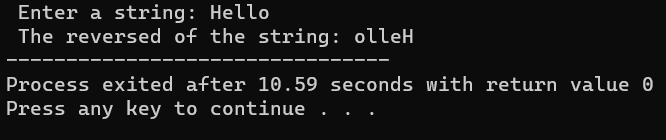 Enter a string: Hello
The reversed of the string: olleH
--------------------------------
Process exited after 10.59 seconds with return value 0
Press any key to continue . . .